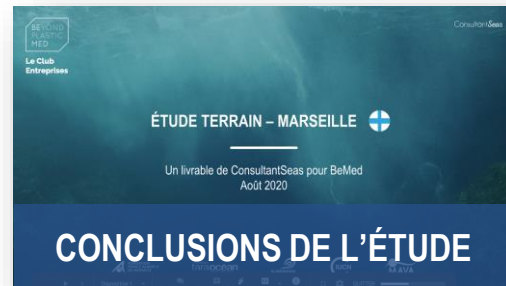 BEYOND
PLASTIC
MED
ConsultantSeas
Le Club
Entreprises
ÉTUDE TERRAIN – MARSEILLE
Un livrable de ConsultantSeas pour BeMed
Août 2020
CONCLUSIONS DE L'ÉTUDE